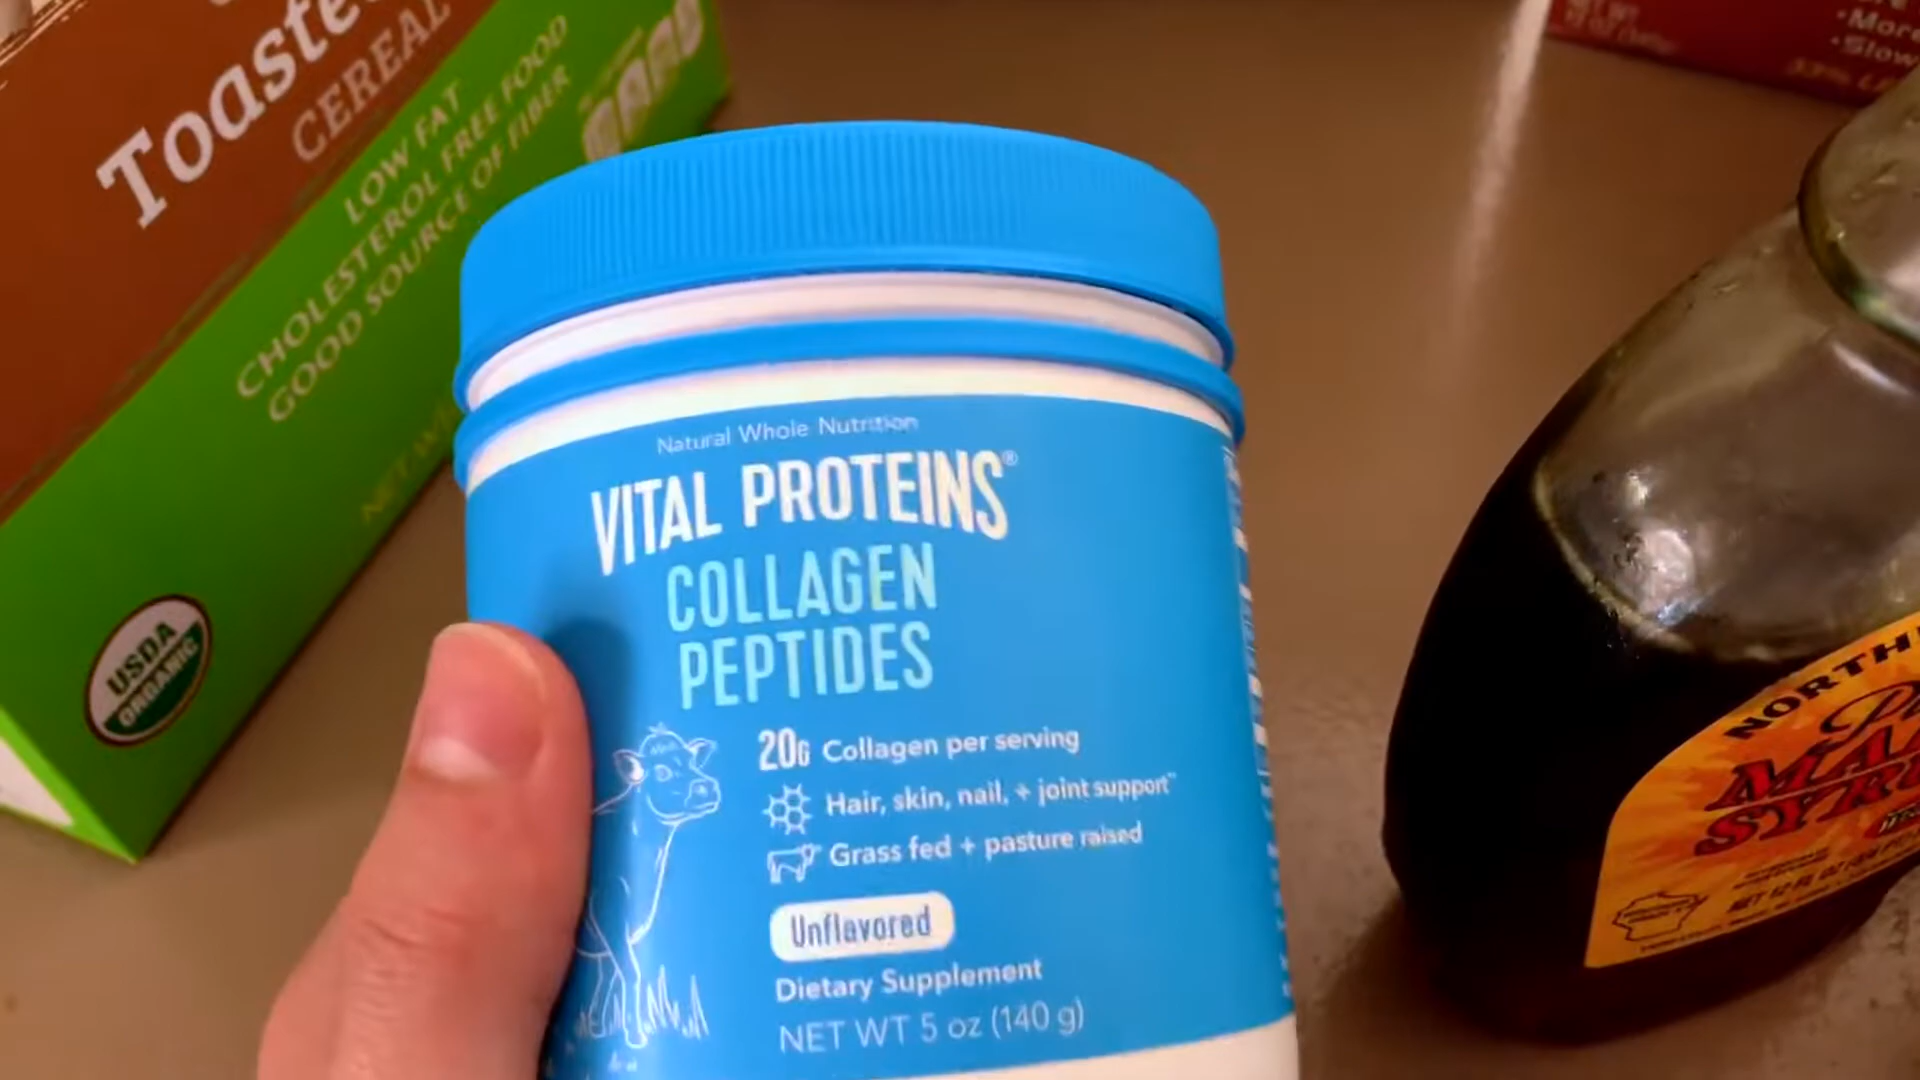 Toaste
CEREAL
LOW FAT
CHOLESTEROL FREE FOOD
GOOD SOURCE OF FIBER
NET W
USDA
ORGANIC
Natural Whole Nutrition
VITAL PROTEINS®
COLLAGEN
PEPTIDES
20G Collagen per serving
Hair, skin, nail, + joint support
Grass fed + pasture raised
Unflavored
Dietary Supplement
NET WT 5 oz (140 g)
•More
•Slow
NORTH
SYR